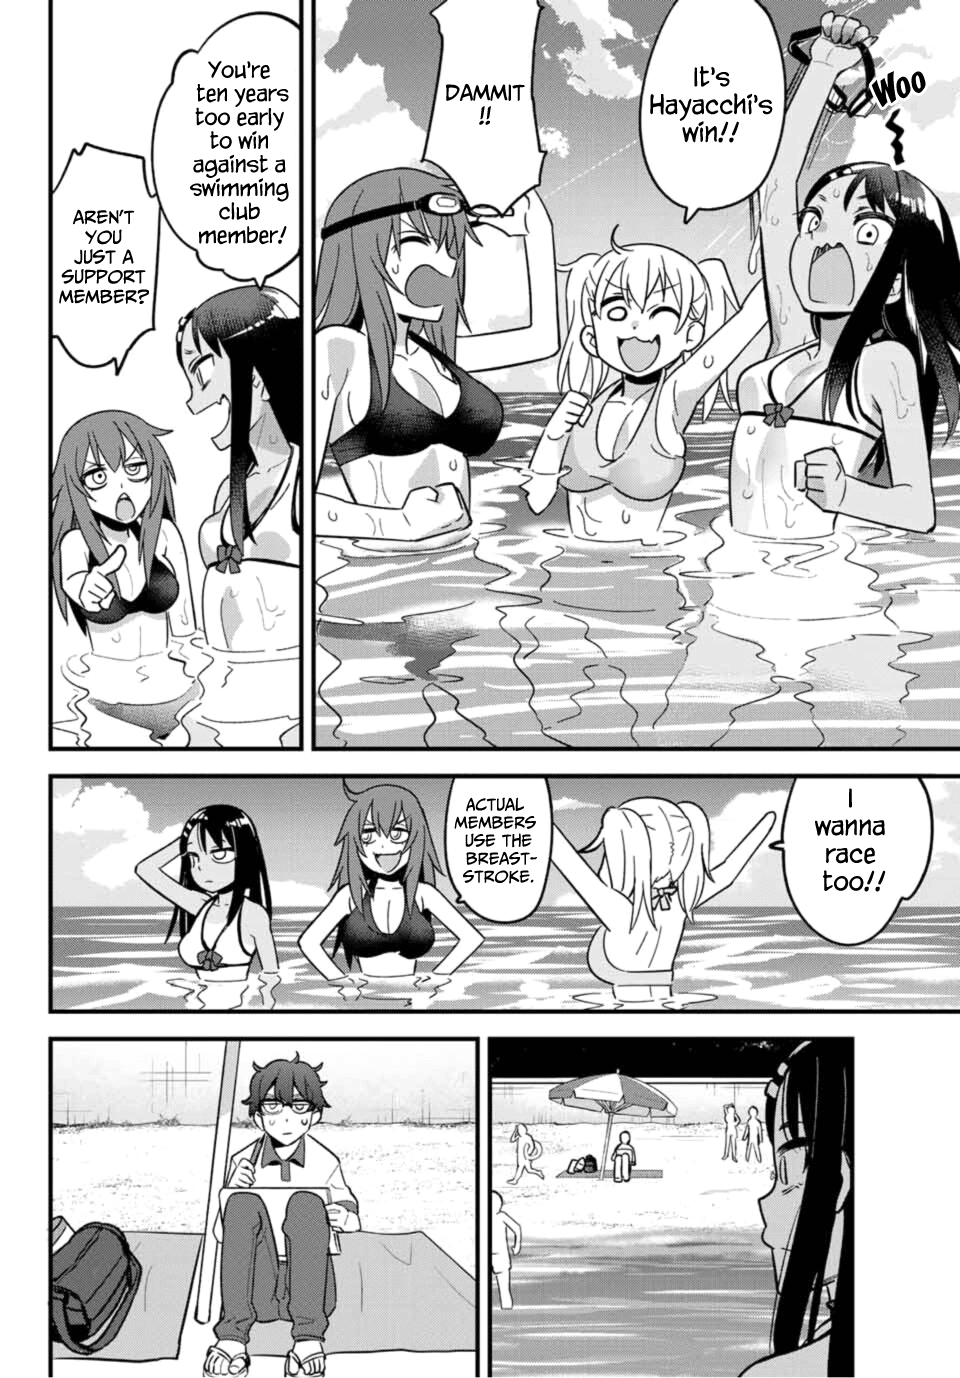 Woo
It's
Hayacchi's
win!!
DAMMIT
!!
You're
ten years
too early
to win
against a
swimming
club
member!
AREN'T
YOU
JUST A
SUPPORT
MEMBER?
I
wanna
race
too!!
ACTUAL
MEMBERS
USE THE
BREAST-
STROKE.